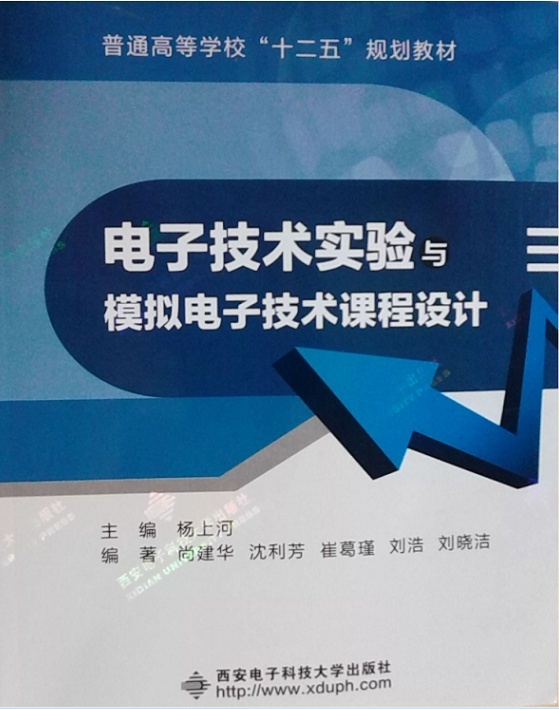 普通高等学校“十二五”规划教材
电子技术实验与
模拟电子技术课程设计
主 编 杨上河
编 著 尚建华 沈利芳 崔葛瑾 刘浩 刘晓洁
西安电子科技大学出版社
http://www.xduph.com